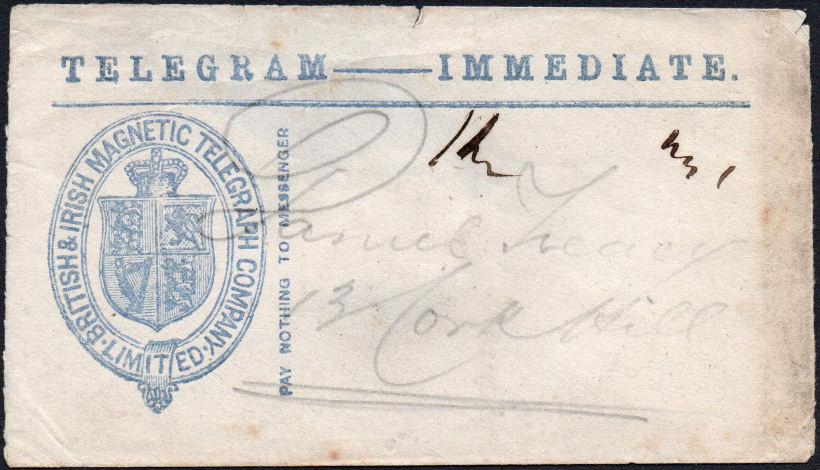 TELEGRAM—IMMEDIATE.
BRITISH & IRISH MAGNETIC TELEGRAPH COMPANY
·LIMITED·
PAY NOTHING TO MESSENGER
13 Cork Hill